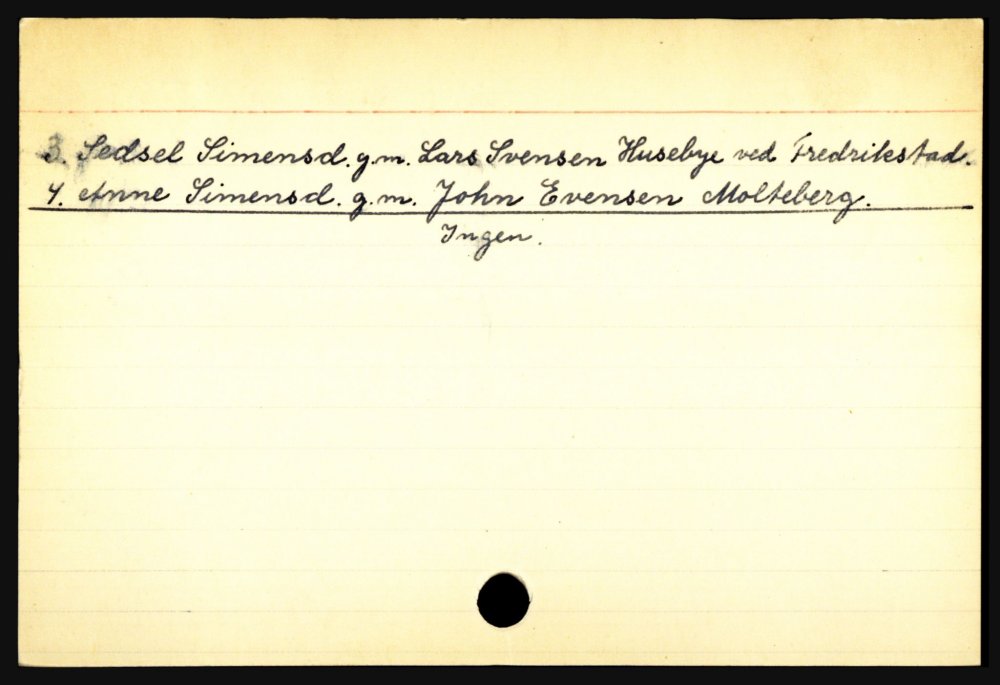 3. Sedsel Simensd. g.m. Lars Svensen Husebye ved Fredrikstad.
4. Anne Simensd. g.m. John Evensen Molteberg.
Ingen.